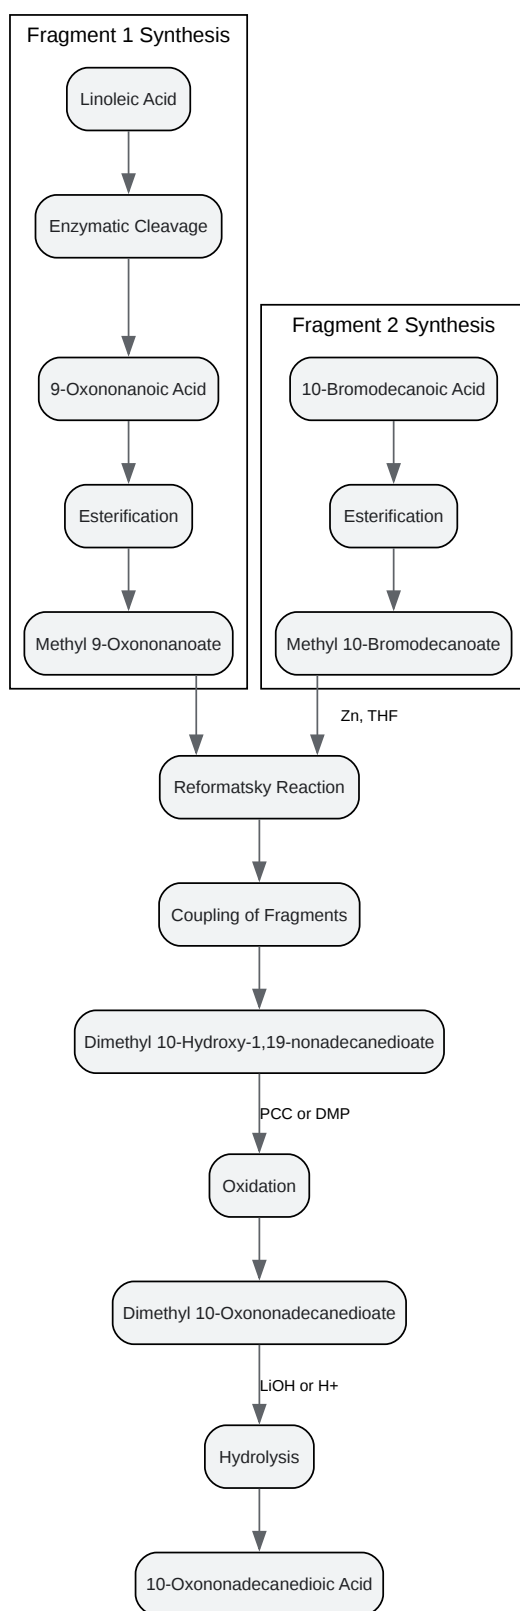 Fragment 1 Synthesis
Linoleic Acid
Enzymatic Cleavage
9-Oxononanoic Acid
Esterification
Methyl 9-Oxononanoate
Fragment 2 Synthesis
10-Bromodecanoic Acid
Esterification
Methyl 10-Bromodecanoate
Zn, THF
Reformatsky Reaction
Coupling of Fragments
Dimethyl 10-Hydroxy-1,19-nonadecanedioate
PCC or DMP
Oxidation
Dimethyl 10-Oxononadecanedioate
LiOH or H+
Hydrolysis
10-Oxononadecanedioic Acid